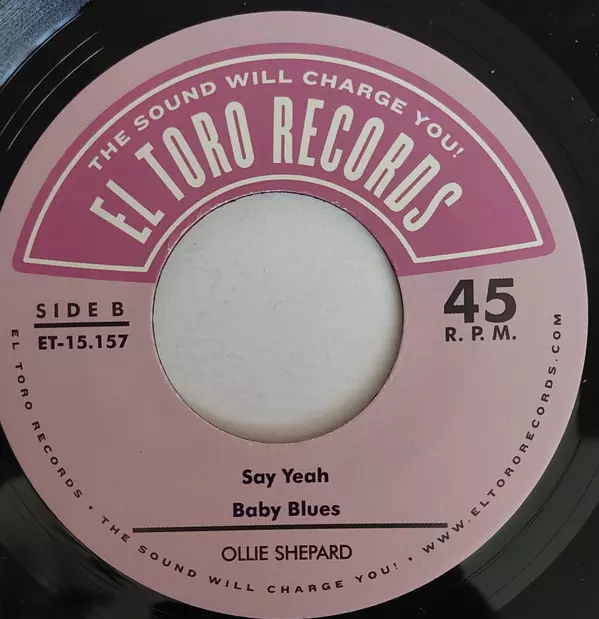 THE SOUND WILL CHARGE YOU!
EL TORO RECORDS
SIDE B
ET-15.157
45
R.P.M.
Say Yeah
Baby Blues
OLLIE SHEPARD
EL TORO RECORDS • THE SOUND WILL CHARGE YOU! • WWW.ELTORORECORDS.COM